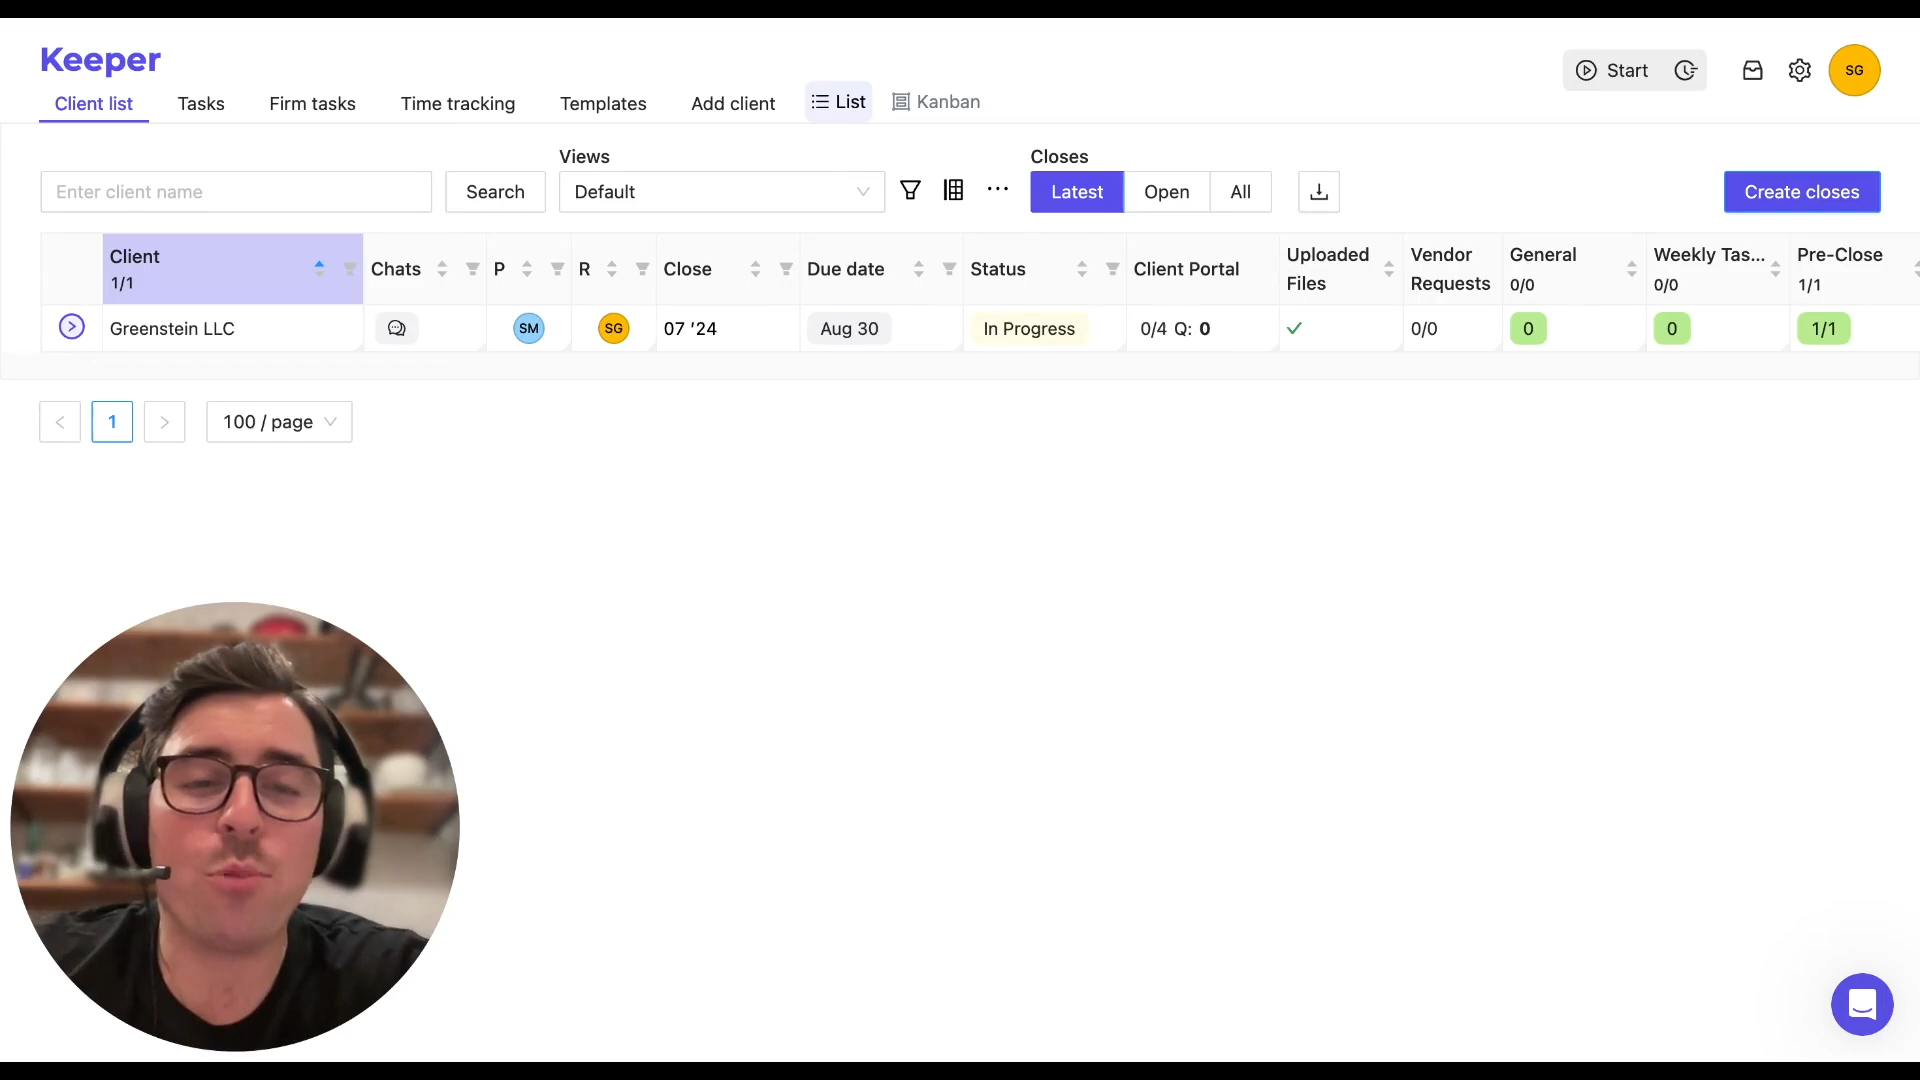 Keeper
Start
SG
Client list
Tasks
Firm tasks
Time tracking
Templates
Add client
List
Kanban
Views
Closes
Enter client name
Search
Default
Latest
Open
All
Create closes
Client
1/1
Chats
P
R
Close
Due date
Status
Client Portal
Uploaded
Files
Vendor
Requests
General
0/0
Weekly Tas...
0/0
Pre-Close
1/1
Greenstein LLC
SM
SG
07 '24
Aug 30
In Progress
0/4 Q: 0
0/0
0
0
1/1
1
100 / page